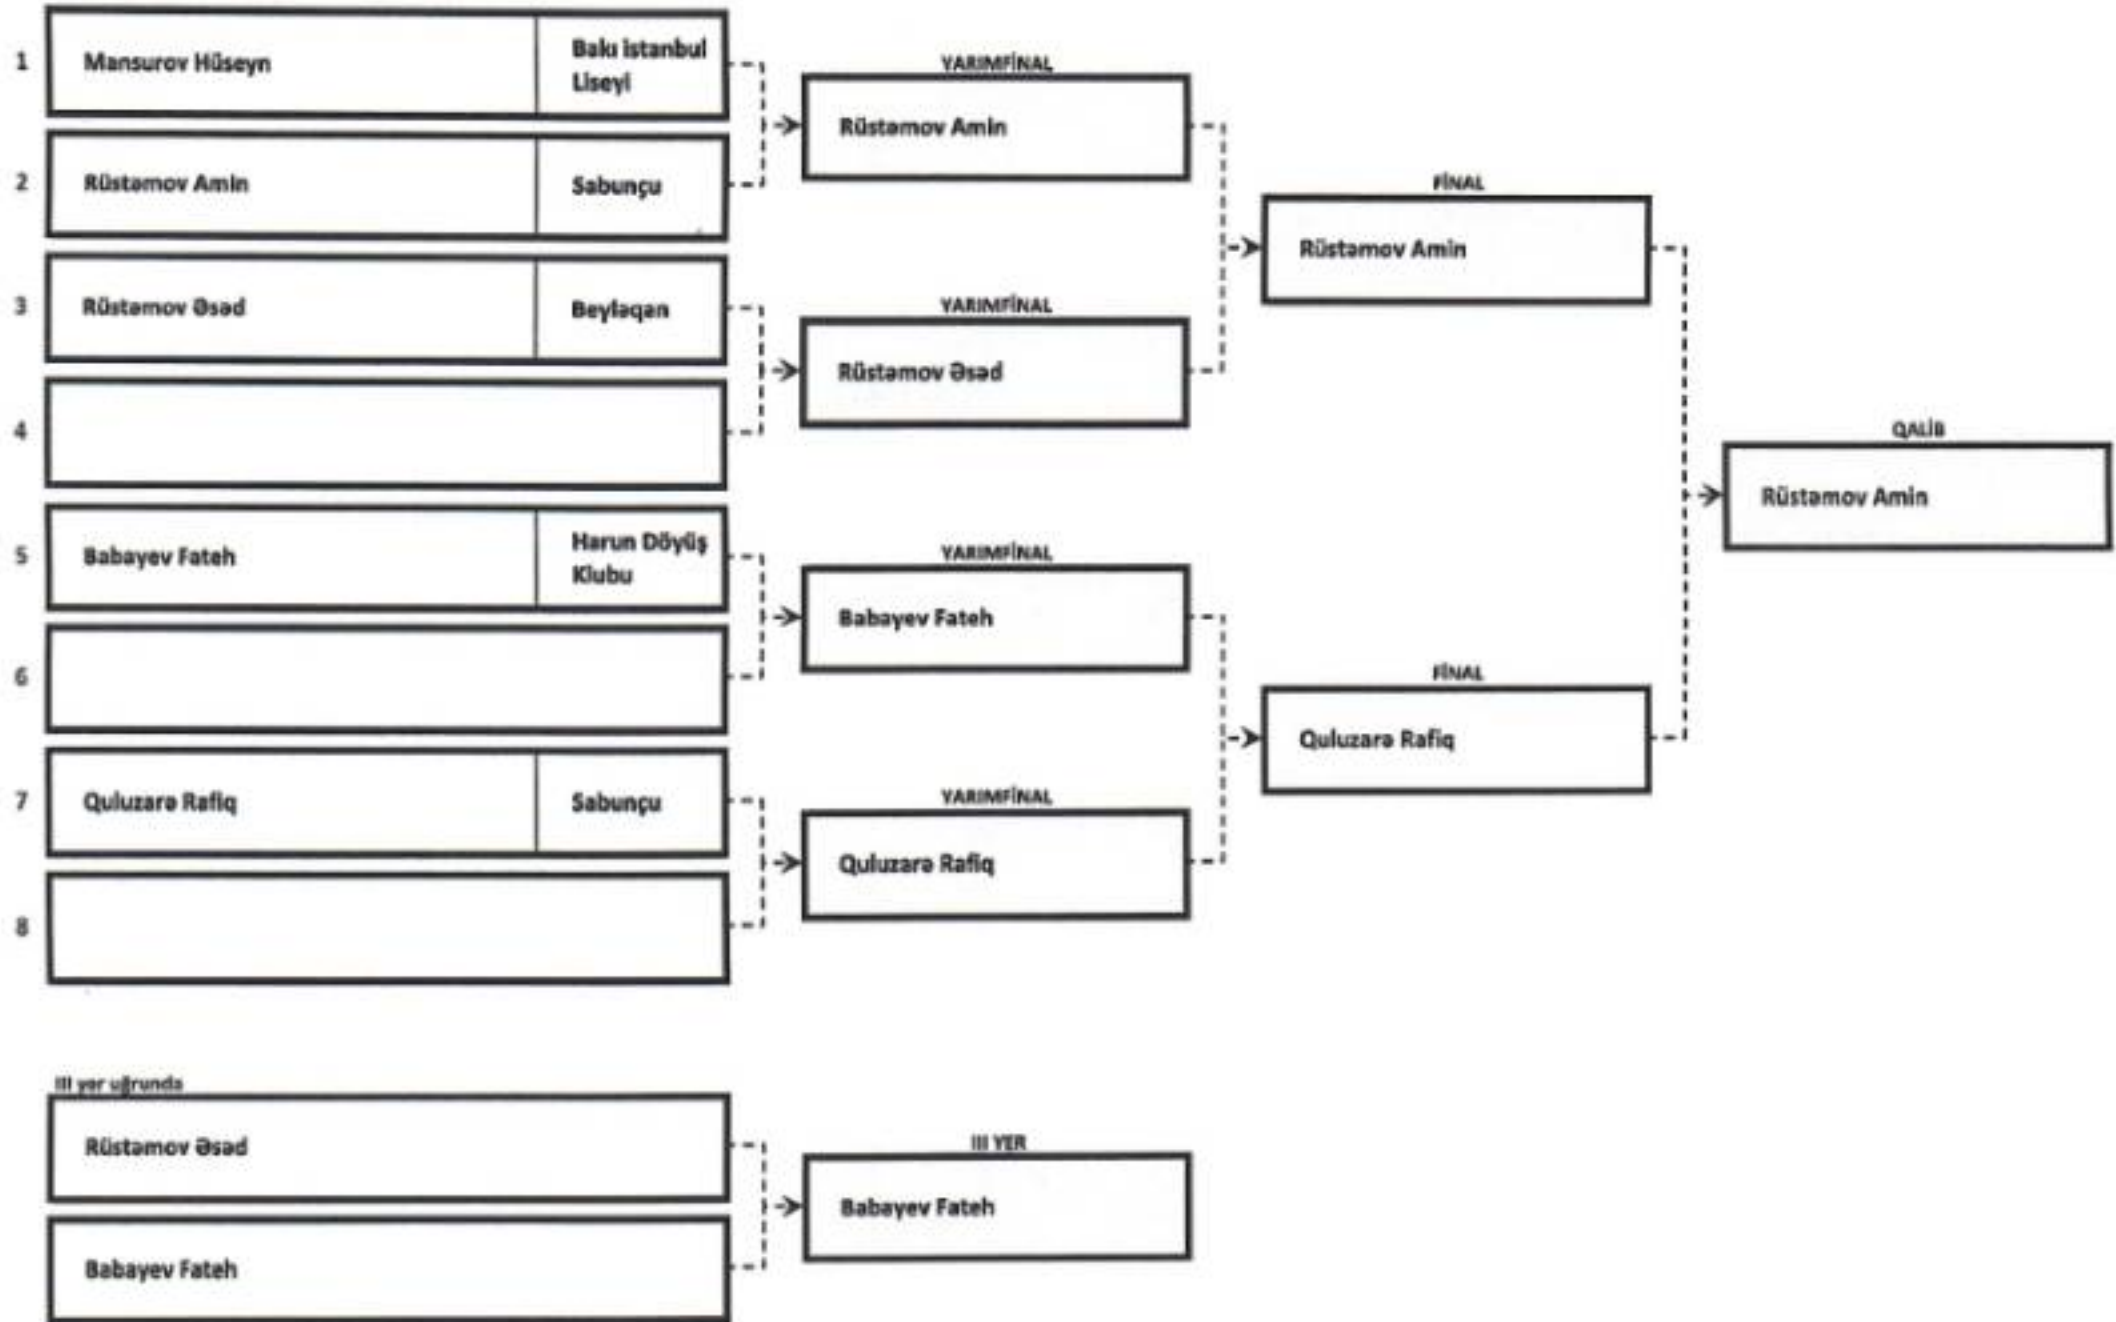 1
Mansurov Hüseyn
Bakı istanbul
Liseyi
2
Rüstəmov Amin
Sabunçu
3
Rüstəmov Əsəd
Beyləqan
4
5
Babayev Fateh
Harun Döyüş
Klubu
6
7
Quluzarə Rafiq
Sabunçu
8
YARIMFİNAL
Rüstəmov Amin
YARIMFİNAL
Rüstəmov Əsəd
YARIMFİNAL
Babayev Fateh
YARIMFİNAL
Quluzarə Rafiq
FİNAL
Rüstəmov Amin
FİNAL
Quluzarə Rafiq
QALİB
Rüstəmov Amin
III yer uğrunda
Rüstəmov Əsəd
Babayev Fateh
III YER
Babayev Fateh